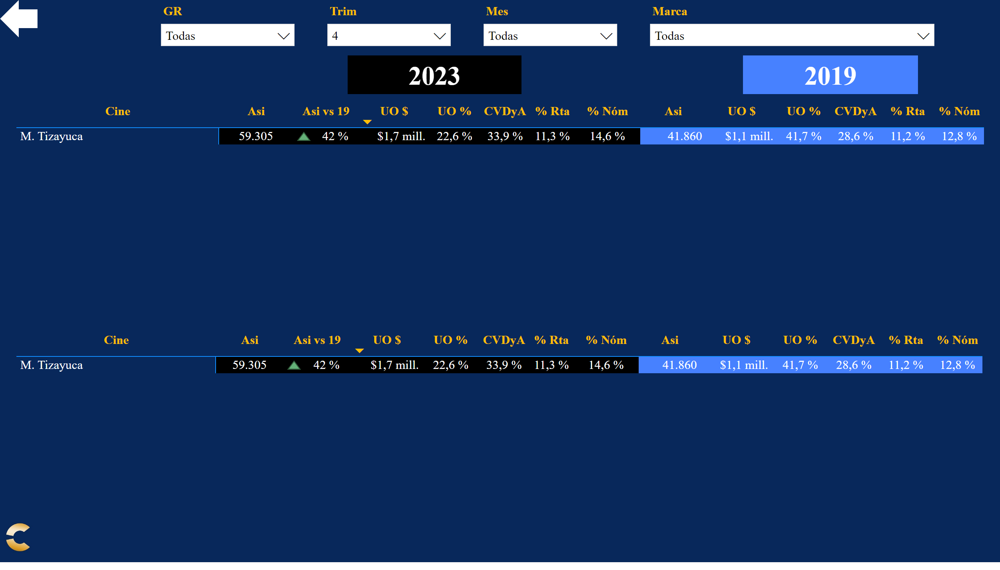 GR Trim Mes Marca
Todas 4 Todas Todas
2023 2019
Cine Asi Asi vs 19 UO $ UO % CVDyA % Rta % Nóm Asi UO $ UO % CVDyA % Rta % Nóm
M. Tizayuca 59.305 42 % $1,7 mill. 22,6 % 33,9 % 11,3 % 14,6 % 41.860 $1,1 mill. 41,7 % 28,6 % 11,2 % 12,8 %
Cine Asi Asi vs 19 UO $ UO % CVDyA % Rta % Nóm Asi UO $ UO % CVDyA % Rta % Nóm
M. Tizayuca 59.305 42 % $1,7 mill. 22,6 % 33,9 % 11,3 % 14,6 % 41.860 $1,1 mill. 41,7 % 28,6 % 11,2 % 12,8 %